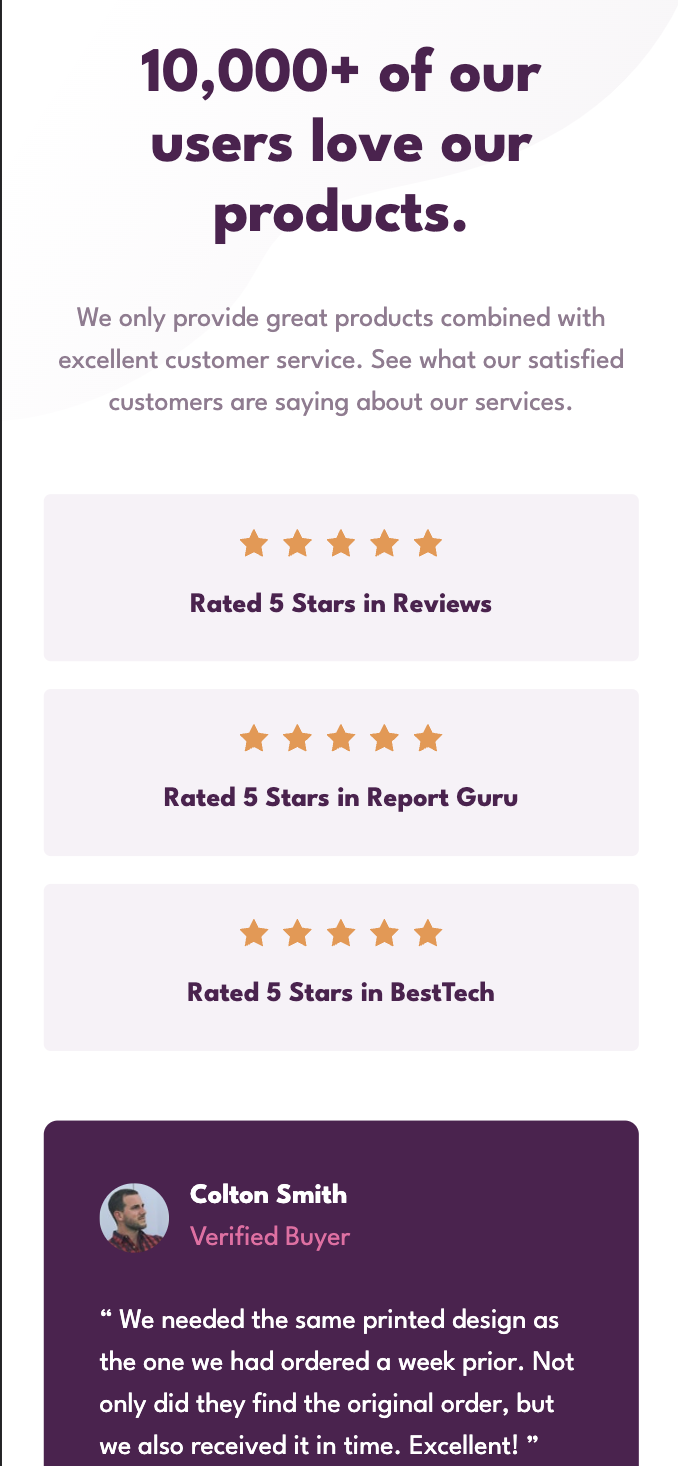 10,000+ of our
users love our
products.
We only provide great products combined with
excellent customer service. See what our satisfied
customers are saying about our services.
Rated 5 Stars in Reviews
Rated 5 Stars in Report Guru
Rated 5 Stars in BestTech
Colton Smith
Verified Buyer
“ We needed the same printed design as
the one we had ordered a week prior. Not
only did they find the original order, but
we also received it in time. Excellent! ”